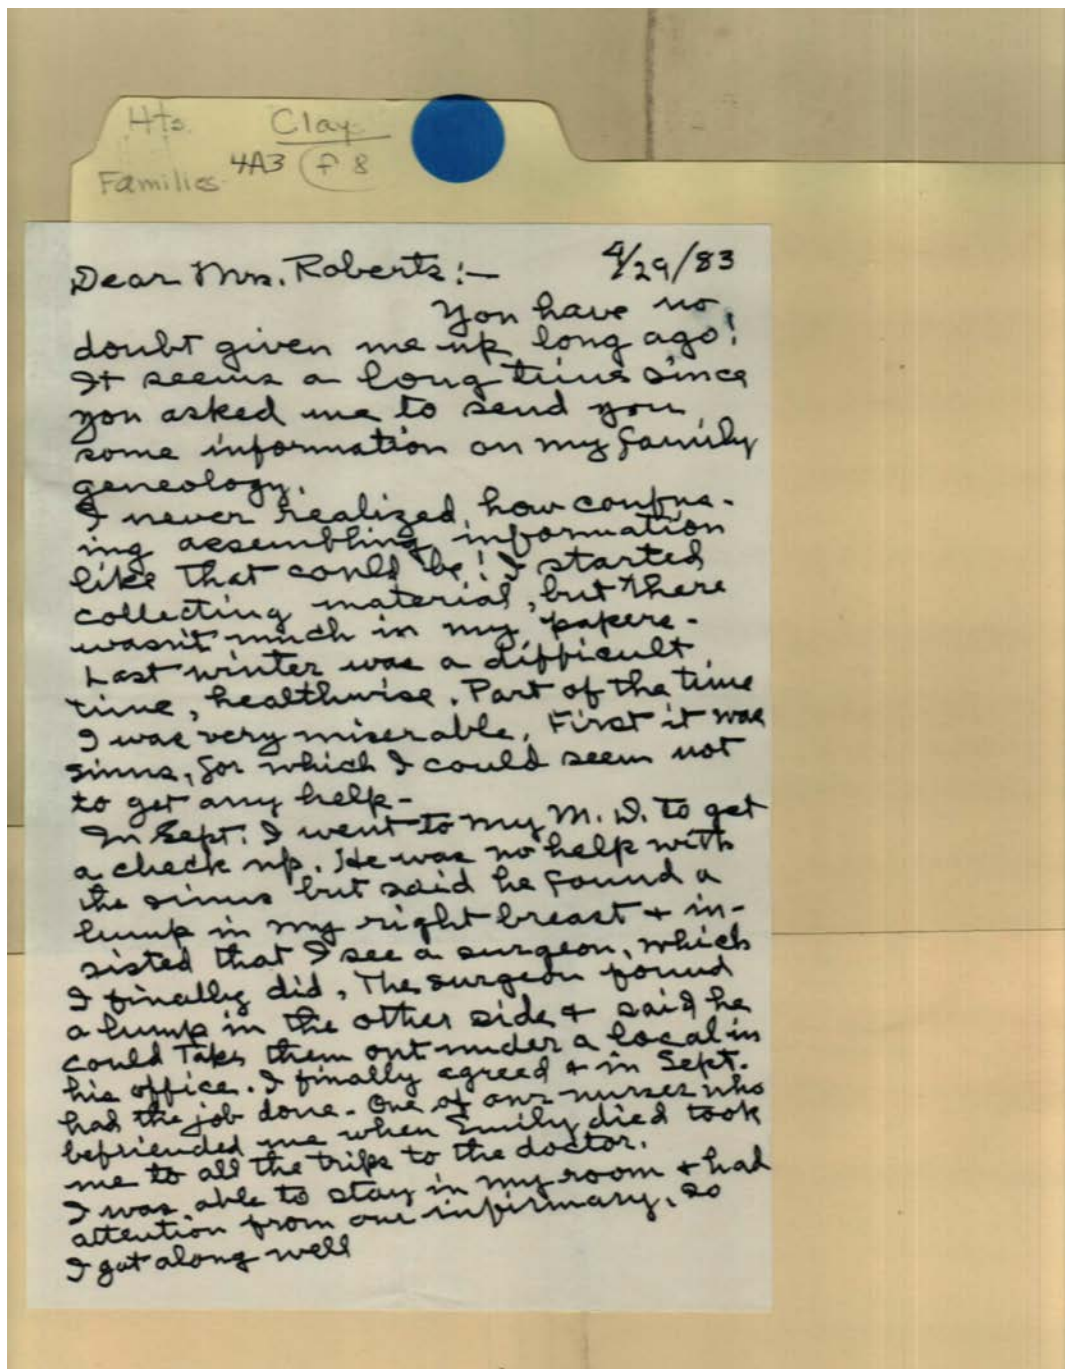 Hts. Clay
4A3 f 8
Families
Dear Mrs. Roberts:— 4/29/83
You have no
doubt given me up long ago!
It seems a long time since
you asked me to send you
some information on my family
geneology.
I never realized, how confus-
ing assembling information
like that could be! I started
collecting material, but there
wasn't much in my papers-
Last winter was a difficult
time, healthwise. Part of the time
I was very miserable. First it was
sinus, for which I could seem not
to get any help-
In Sept. I went to my M.D. to get
a check up. He was no help with
the sinus but said he found a
lump in my right breast + in-
sisted that I see a surgeon, which
I finally did. The surgeon found
a lump in the other side + said he
could take them out under a local in
his office. I finally agreed + in Sept.
had the job done- One of our nurses who
befriended me when Emily died took
me to all the trips to the doctor.
I was able to stay in my room + had
attention from our infirmary, so
I got along well